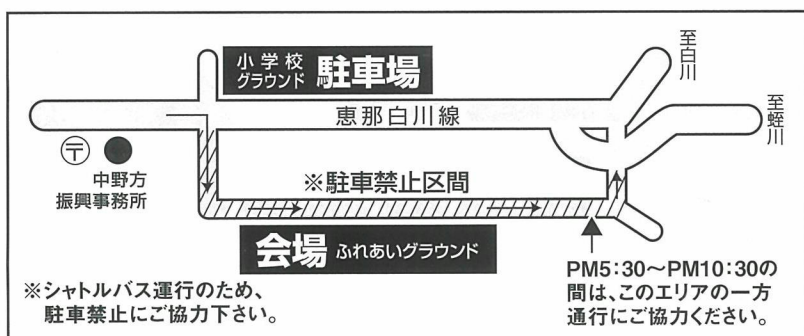 小学校
グラウンド
駐車場
至白川
至蛭川
恵那白川線
〒
中野方
振興事務所
※駐車禁止区間
会場 ふれあいグラウンド
※シャトルバス運行のため、
駐車禁止にご協力下さい。
PM5:30～PM10:30の
間は、このエリアの一方
通行にご協力ください。